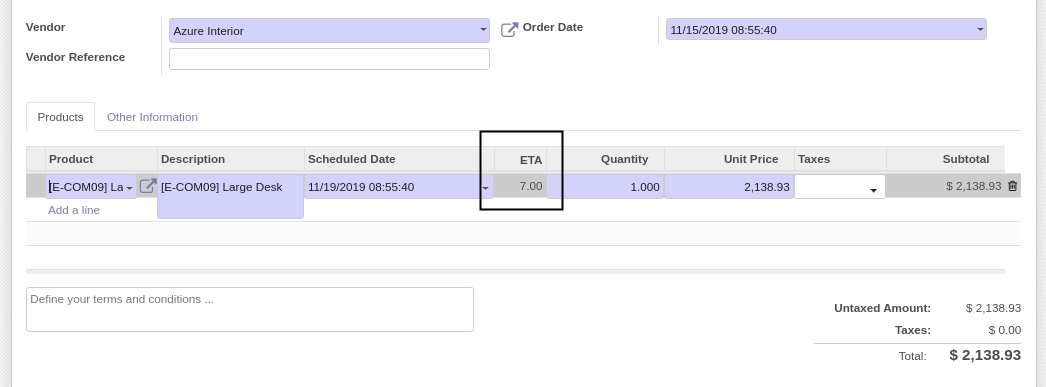 Vendor Azure Interior Order Date 11/15/2019 08:55:40
Vendor Reference
Products Other Information
Product Description Scheduled Date ETA Quantity Unit Price Taxes Subtotal
[E-COM09] La [E-COM09] Large Desk 11/19/2019 08:55:40 7.00 1.000 2,138.93 $ 2,138.93
Add a line
Define your terms and conditions ...
Untaxed Amount: $ 2,138.93
Taxes: $ 0.00
Total: $ 2,138.93